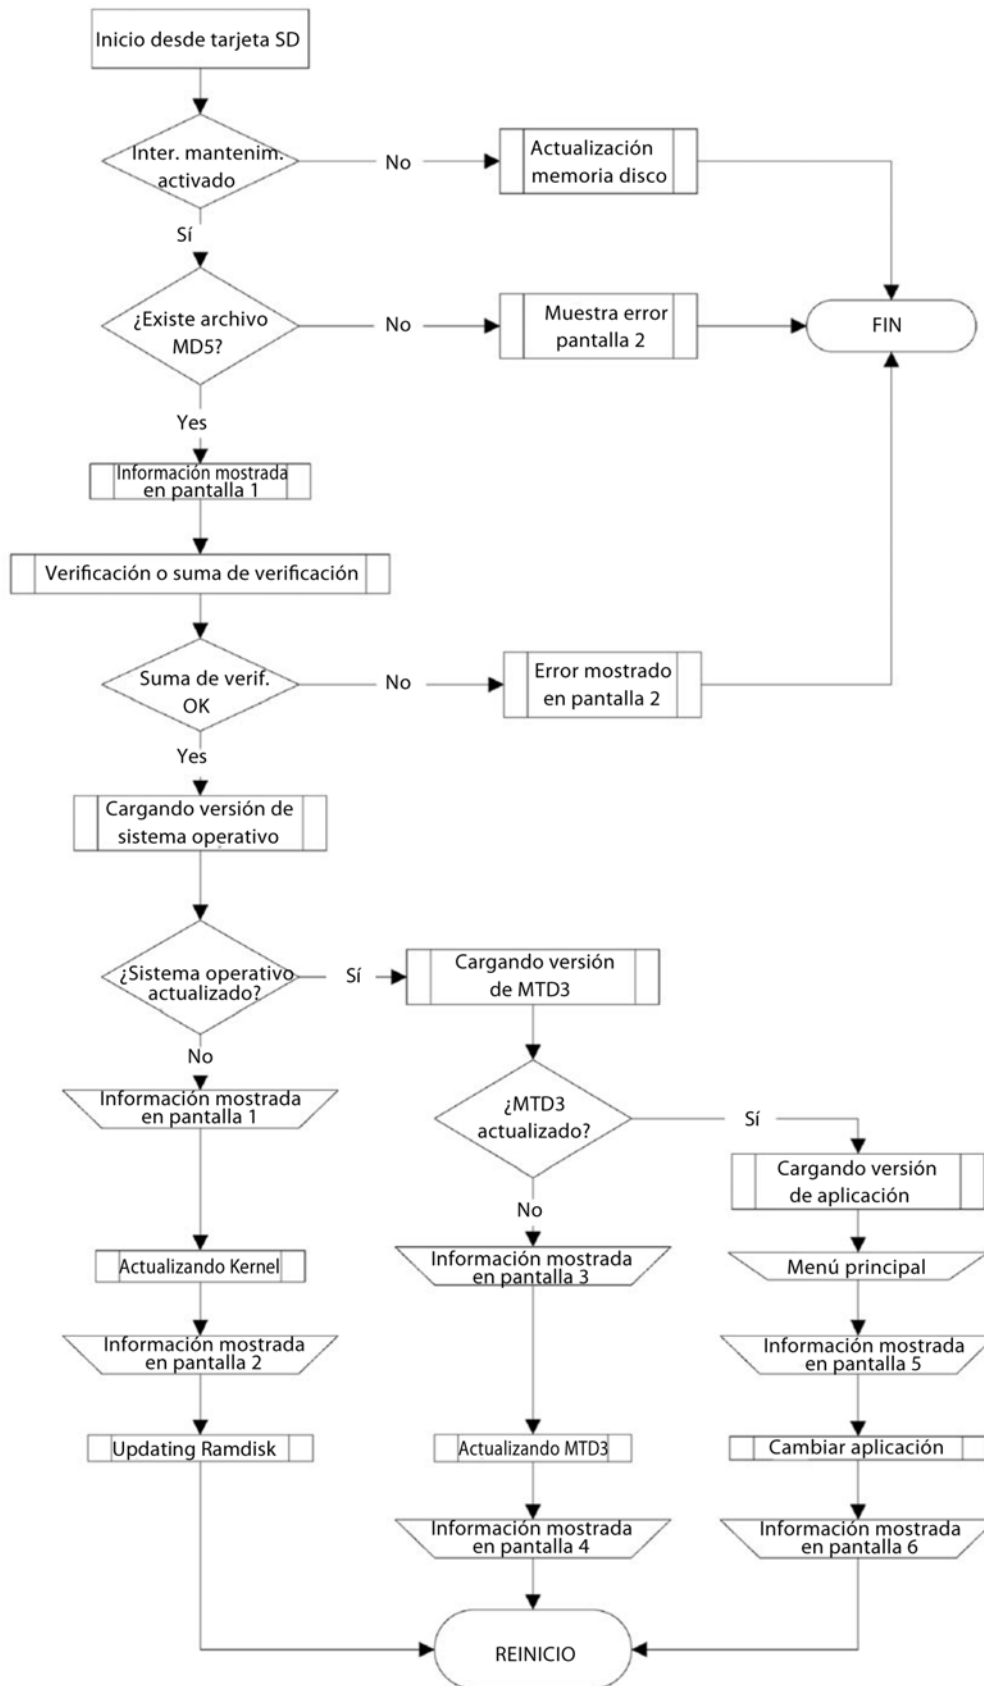 Inicio desde tarjeta SD
Inter. mantenim.
activado
No
Actualización
memoria disco
Sí
¿Existe archivo
MD5?
No
Muestra error
pantalla 2
FIN
Yes
Información mostrada
en pantalla 1
Verificación o suma de verificación
Suma de verif.
OK
No
Error mostrado
en pantalla 2
Yes
Cargando versión de
sistema operativo
¿Sistema operativo
actualizado?
Sí
Cargando versión
de MTD3
No
Información mostrada
en pantalla 1
¿MTD3
actualizado?
Sí
Cargando versión
de aplicación
No
Actualizando Kernel
Información mostrada
en pantalla 3
Menú principal
Información mostrada
en pantalla 2
Información mostrada
en pantalla 5
Updating Ramdisk
Actualizando MTD3
Cambiar aplicación
Información mostrada
en pantalla 4
Información mostrada
en pantalla 6
REINICIO